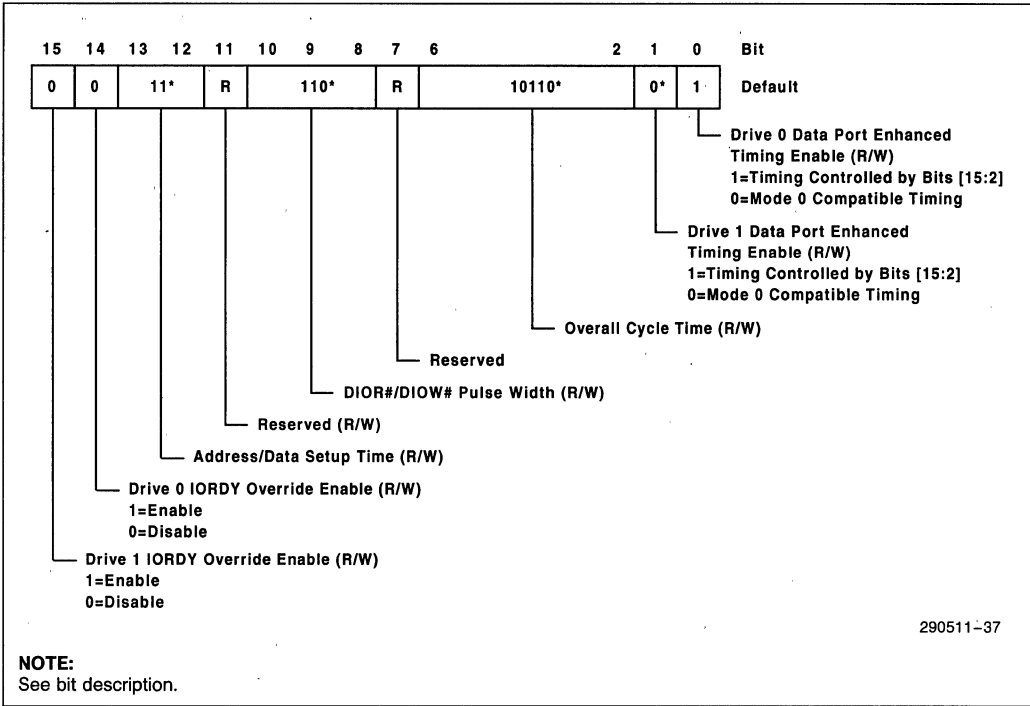 15 14 13 12 11 10 9 8 7 6 2 1 0 Bit
0 0 11* R 110* R 10110* 0* 1 Default
Drive 0 Data Port Enhanced
Timing Enable (R/W)
1=Timing Controlled by Bits [15:2]
0=Mode 0 Compatible Timing
Drive 1 Data Port Enhanced
Timing Enable (R/W)
1=Timing Controlled by Bits [15:2]
0=Mode 0 Compatible Timing
Overall Cycle Time (R/W)
Reserved
DIOR#/DIOW# Pulse Width (R/W)
Reserved (R/W)
Address/Data Setup Time (R/W)
Drive 0 IORDY Override Enable (R/W)
1=Enable
0=Disable
Drive 1 IORDY Override Enable (R/W)
1=Enable
0=Disable
290511–37
NOTE:
See bit description.